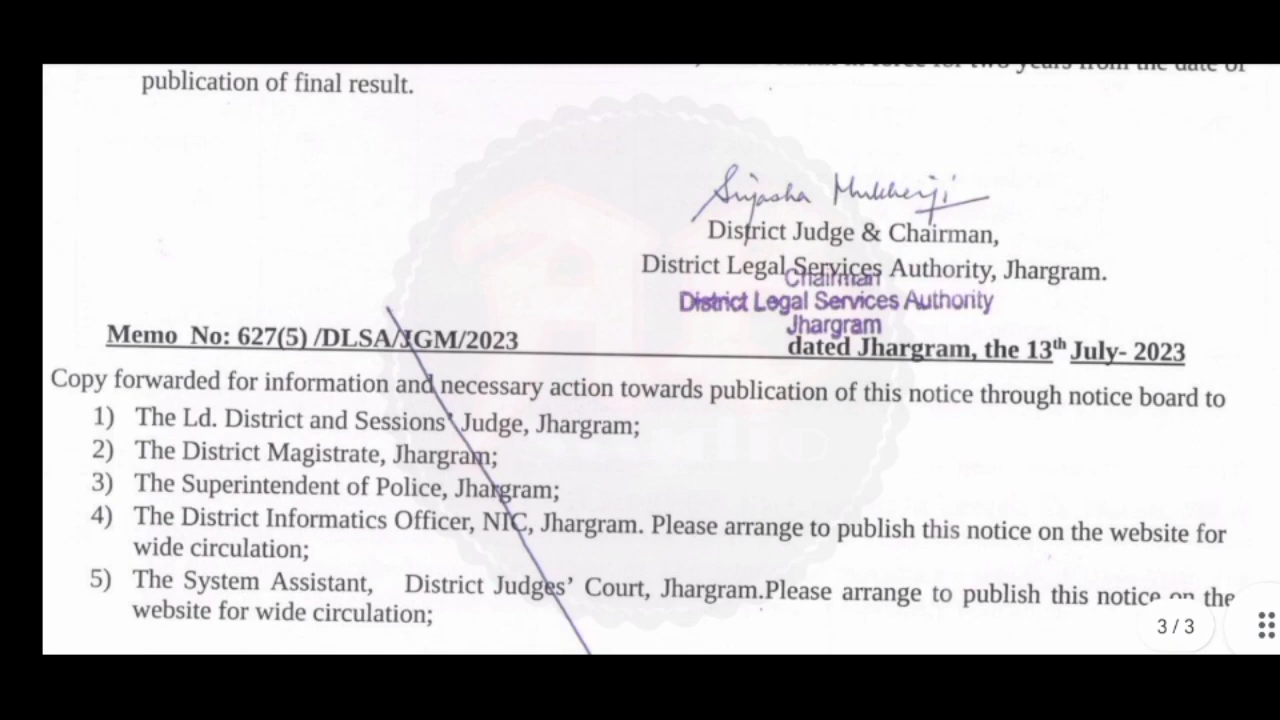 publication of final result.
Srijasha Mukherji
District Judge & Chairman,
District Legal Services Authority, Jhargram.
Chairman
District Legal Services Authority
Jhargram
Memo No: 627(5) /DLSA/JGM/2023 dated Jhargram, the 13th July- 2023
Copy forwarded for information and necessary action towards publication of this notice through notice board to
1) The Ld. District and Sessions' Judge, Jhargram;
2) The District Magistrate, Jhargram;
3) The Superintendent of Police, Jhargram;
4) The District Informatics Officer, NIC, Jhargram. Please arrange to publish this notice on the website for
wide circulation;
5) The System Assistant, District Judges' Court, Jhargram.Please arrange to publish this notice on the
website for wide circulation;
3 / 3